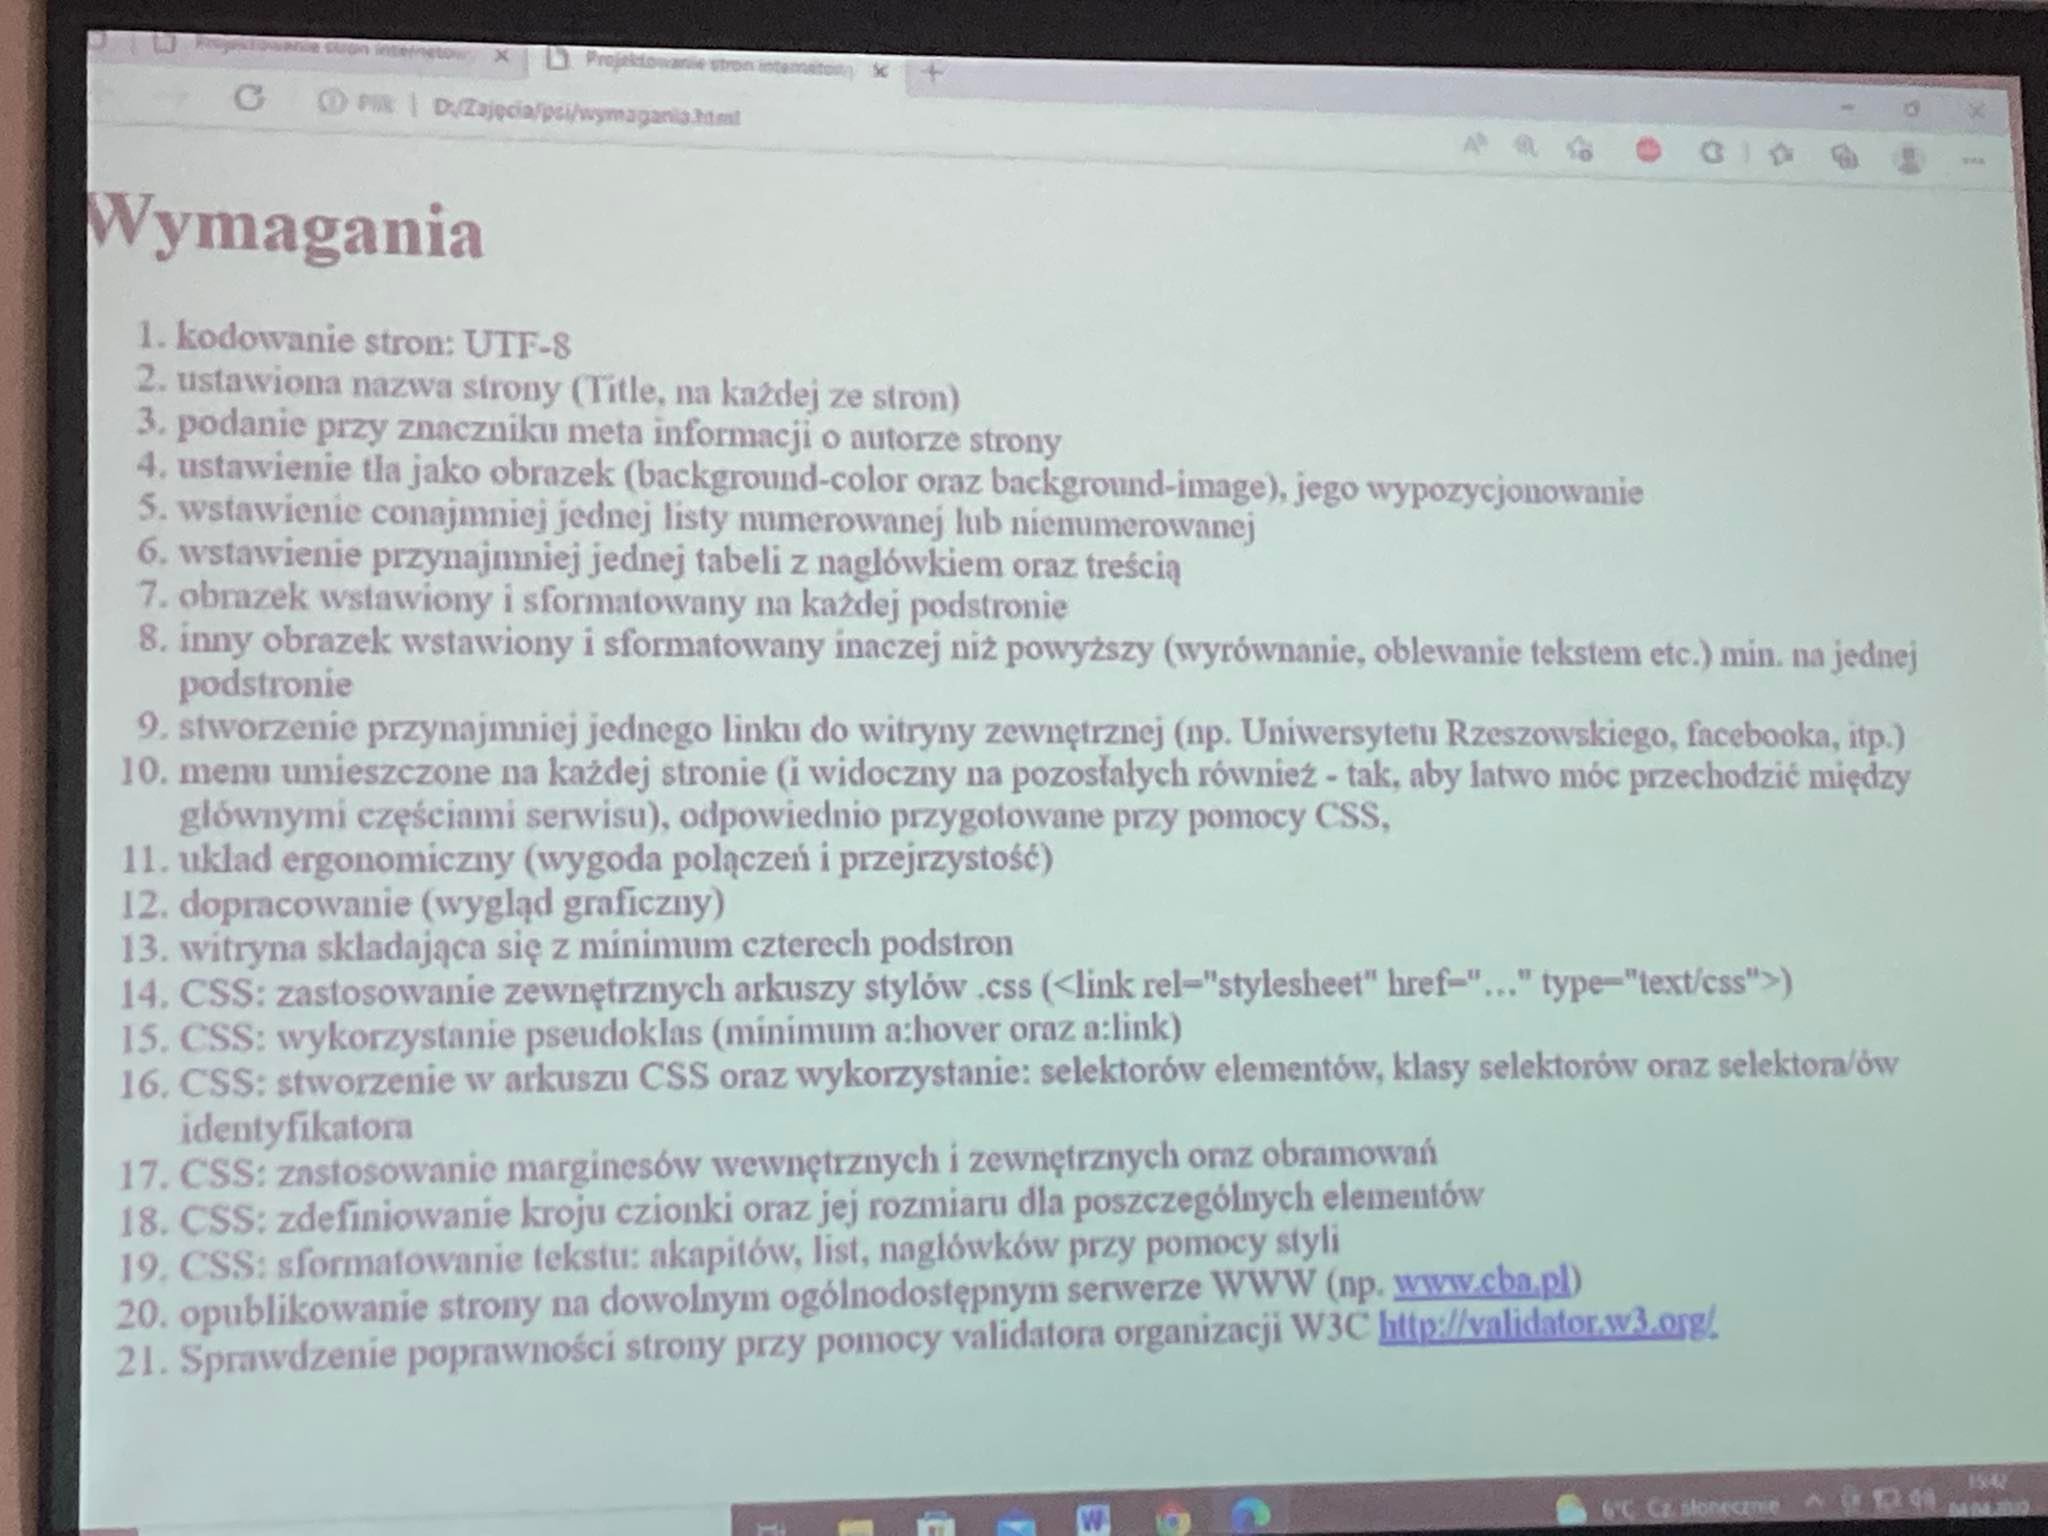 Projektowanie stron internetow
Projektowanie stron internetowy
Plik | D:/Zajęcia/psi/wymagania.html
Wymagania
1. kodowanie stron: UTF-8
2. ustawiona nazwa strony (Title, na każdej ze stron)
3. podanie przy znaczniku meta informacji o autorze strony
4. ustawienie tła jako obrazek (background-color oraz background-image), jego wypozycjonowanie
5. wstawienie conajmniej jednej listy numerowanej lub nienumerowanej
6. wstawienie przynajmniej jednej tabeli z nagłówkiem oraz treścią
7. obrazek wstawiony i sformatowany na każdej podstronie
8. inny obrazek wstawiony i sformatowany inaczej niż powyższy (wyrównanie, oblewanie tekstem etc.) min. na jednej
podstronie
9. stworzenie przynajmniej jednego linku do witryny zewnętrznej (np. Uniwersytetu Rzeszowskiego, facebooka, itp.)
10. menu umieszczone na każdej stronie (i widoczny na pozostałych również - tak, aby łatwo móc przechodzić między
głównymi częściami serwisu), odpowiednio przygotowane przy pomocy CSS,
11. układ ergonomiczny (wygoda połączeń i przejrzystość)
12. dopracowanie (wygląd graficzny)
13. witryna składająca się z minimum czterech podstron
14. CSS: zastosowanie zewnętrznych arkuszy stylów .css (<link rel="stylesheet" href="..." type="text/css">)
15. CSS: wykorzystanie pseudoklas (minimum a:hover oraz a:link)
16. CSS: stworzenie w arkuszu CSS oraz wykorzystanie: selektorów elementów, klasy selektorów oraz selektora/ów
identyfikatora
17. CSS: zastosowanie marginesów wewnętrznych i zewnętrznych oraz obramowań
18. CSS: zdefiniowanie kroju czionki oraz jej rozmiaru dla poszczególnych elementów
19. CSS: sformatowanie tekstu: akapitów, list, nagłówków przy pomocy styli
20. opublikowanie strony na dowolnym ogólnodostępnym serwerze WWW (np. www.cba.pl)
21. Sprawdzenie poprawności strony przy pomocy validatora organizacji W3C http://validator.w3.org/
6°C Cz. słonecznie
15:42